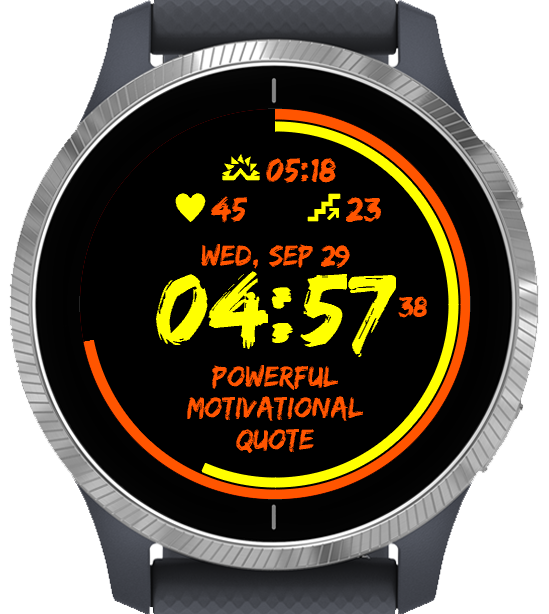 05:18
45 23
WED, SEP 29
04:57 38
POWERFUL
MOTIVATIONAL
QUOTE